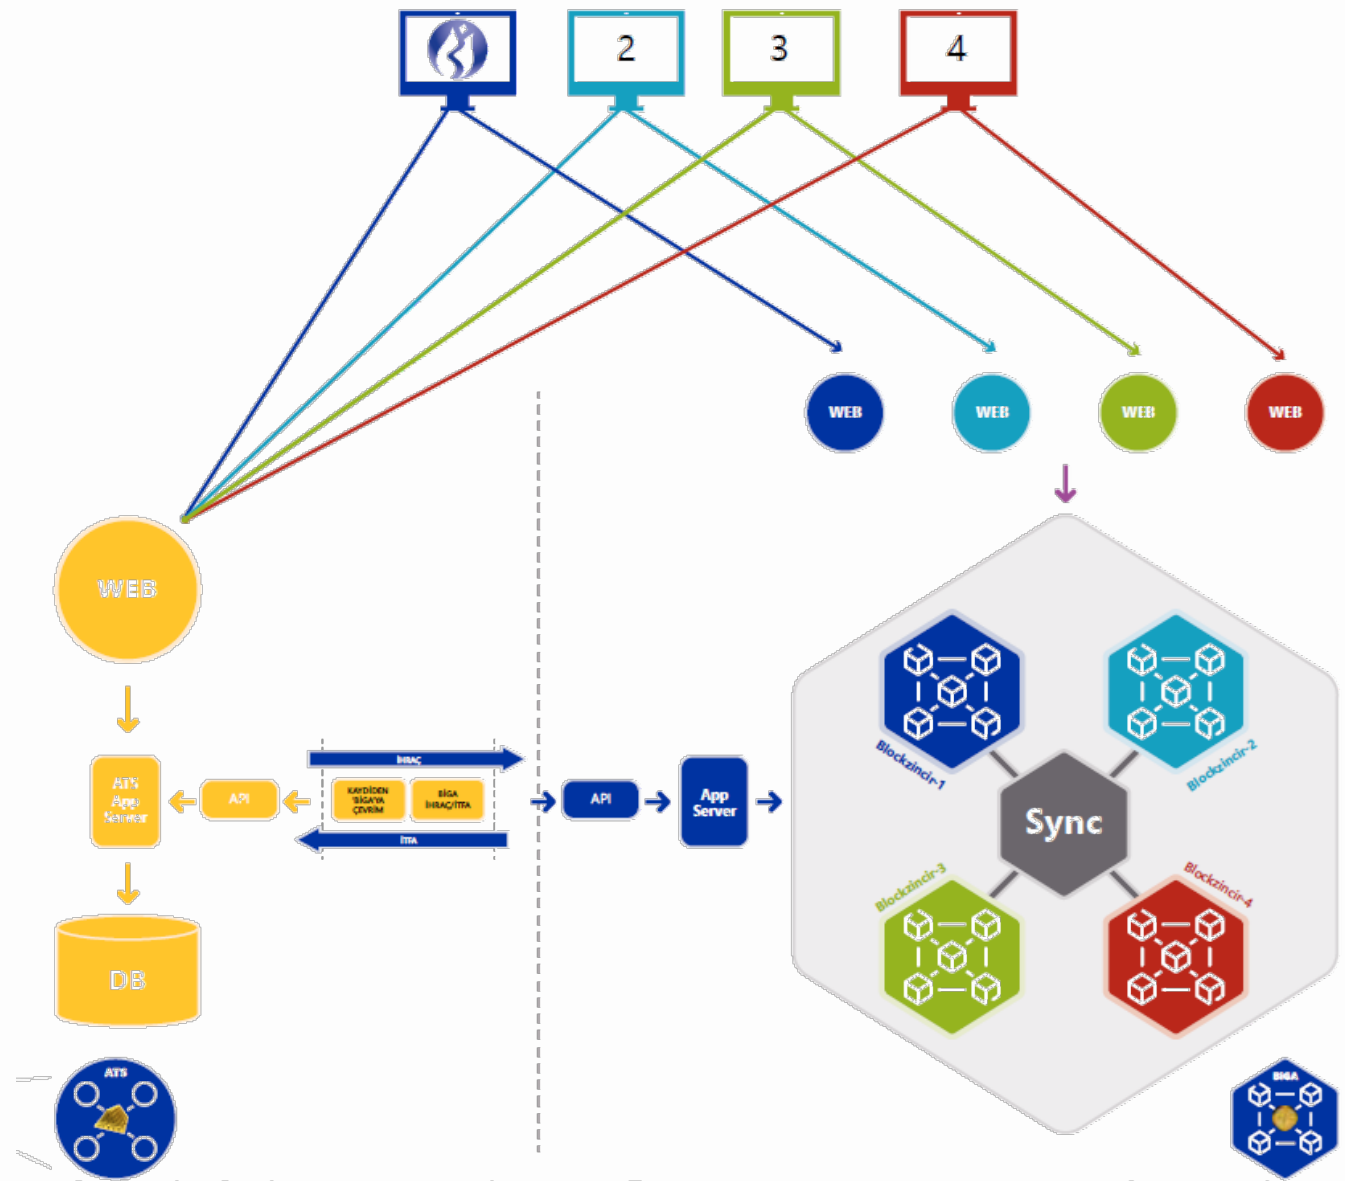 2
3
4
WEB
WEB
WEB
WEB
WEB
ATS
App
Server
API
İHRAÇ
KAYDİDEN
'BİGA'YA
ÇEVRİM
BİGA
İHRAÇ/İTFA
İTFA
API
App
Server
Blockzincir-1
Blockzincir-2
Sync
Blockzincir-3
Blockzincir-4
DB
ATS
BİGA